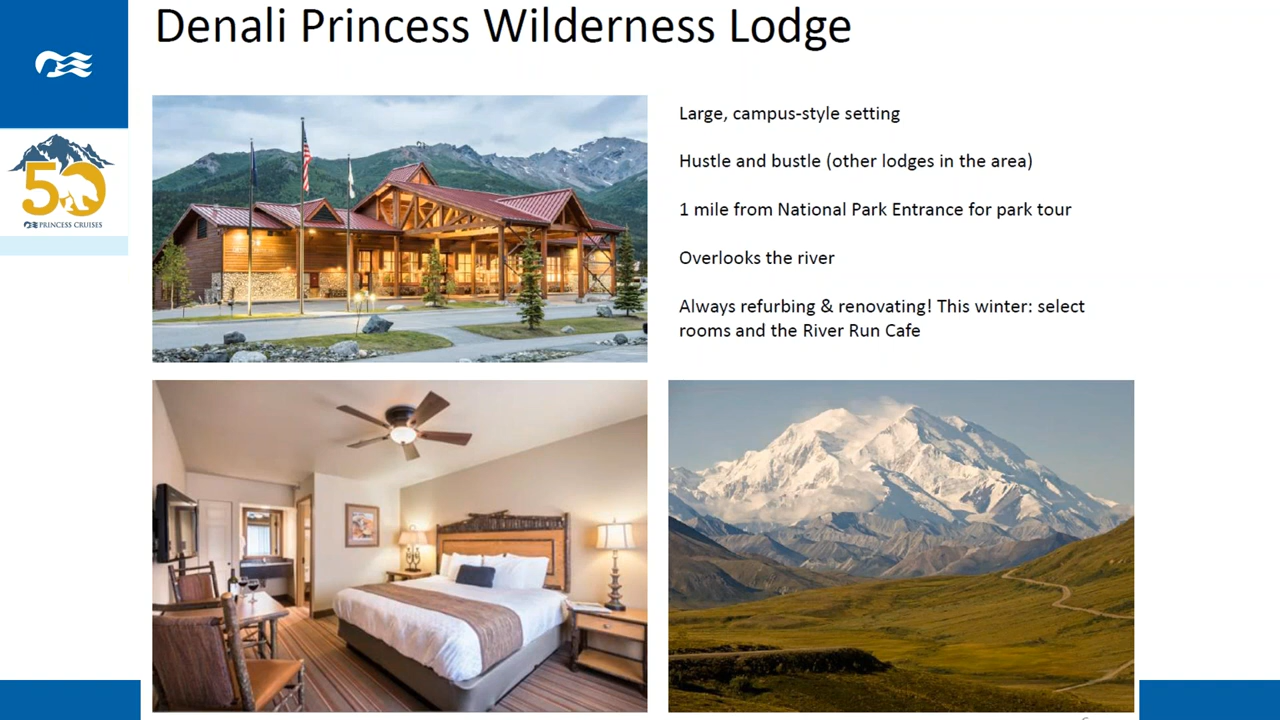 Denali Princess Wilderness Lodge
50
PRINCESS CRUISES
Large, campus-style setting
Hustle and bustle (other lodges in the area)
1 mile from National Park Entrance for park tour
Overlooks the river
Always refurbing & renovating! This winter: select
rooms and the River Run Cafe